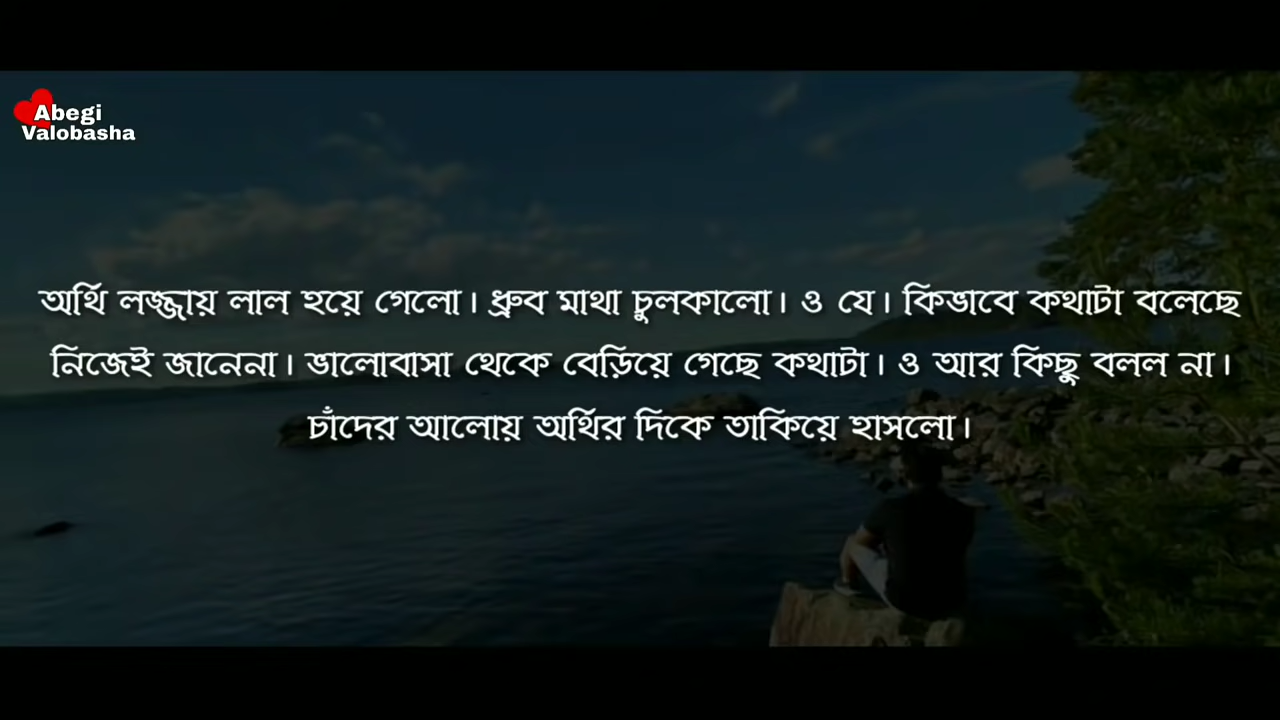 Abegi
Valobasha
অর্থি লজ্জায় লাল হয়ে গেলো। ধ্রুব মাথা চুলকালো। ও যে। কিভাবে কথাটা বলেছে
নিজেই জানেনা। ভালোবাসা থেকে বেড়িয়ে গেছে কথাটা। ও আর কিছু বলল না।
চাঁদের আলোয় অর্থির দিকে তাকিয়ে হাসলো।